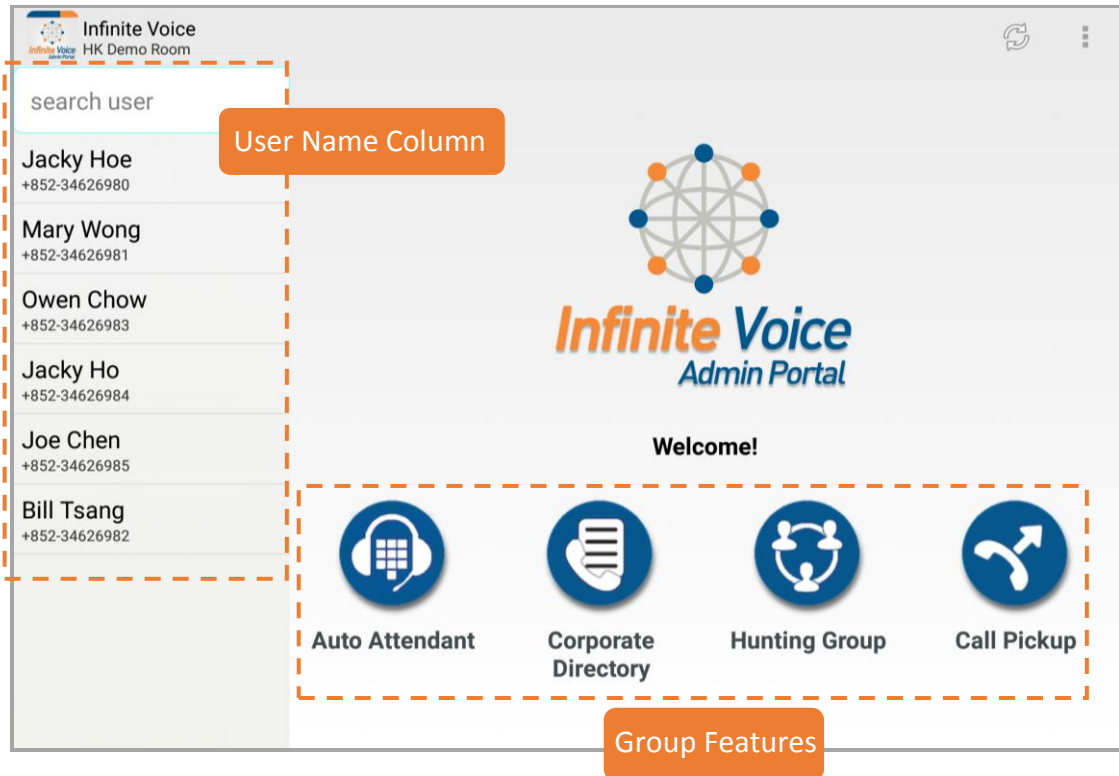 Infinite Voice
Infinite Voice
Admin Portal
HK Demo Room
search user
User Name Column
Jacky Hoe
+852-34626980
Mary Wong
+852-34626981
Owen Chow
+852-34626983
Jacky Ho
+852-34626984
Joe Chen
+852-34626985
Bill Tsang
+852-34626982
Infinite Voice
Admin Portal
Welcome!
Auto Attendant
Corporate
Directory
Hunting Group
Call Pickup
Group Features